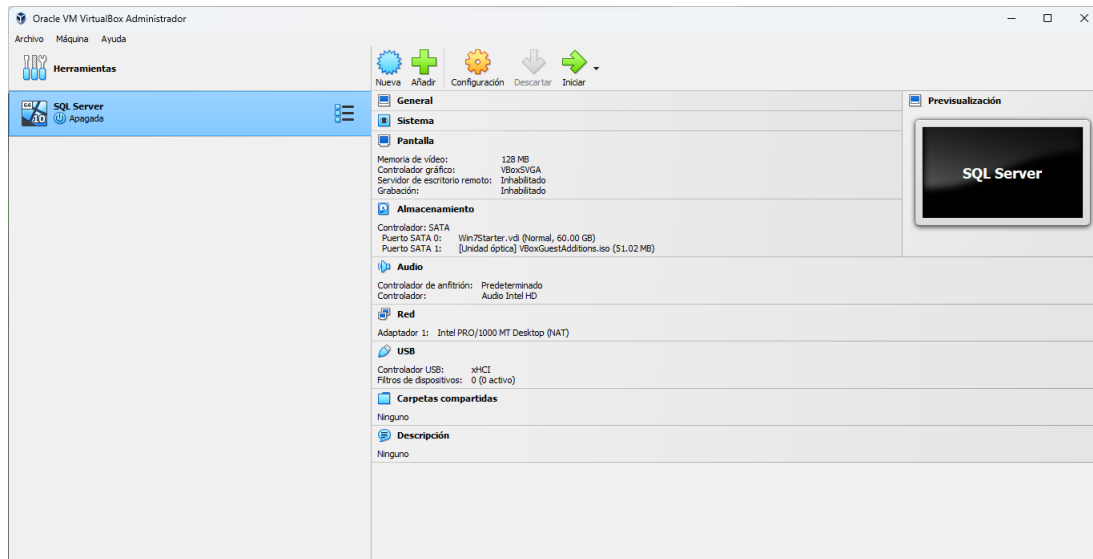 Oracle VM VirtualBox Administrador
Archivo Máquina Ayuda
Herramientas
Nueva Añadir Configuración Descartar Iniciar
64
10
SQL Server
Apagada
General
Sistema
Pantalla
Memoria de vídeo: 128 MB
Controlador gráfico: VBoxSVGA
Servidor de escritorio remoto: Inhabilitado
Grabación: Inhabilitado
Almacenamiento
Controlador: SATA
Puerto SATA 0: Win7Starter.vdi (Normal, 60.00 GB)
Puerto SATA 1: [Unidad óptica] VBoxGuestAdditions.iso (51.02 MB)
Audio
Controlador de anfitrión: Predeterminado
Controlador: Audio Intel HD
Red
Adaptador 1: Intel PRO/1000 MT Desktop (NAT)
USB
Controlador USB: xHCI
Filtros de dispositivos: 0 (0 activo)
Carpetas compartidas
Ninguno
Descripción
Ninguno
Previsualización
SQL Server